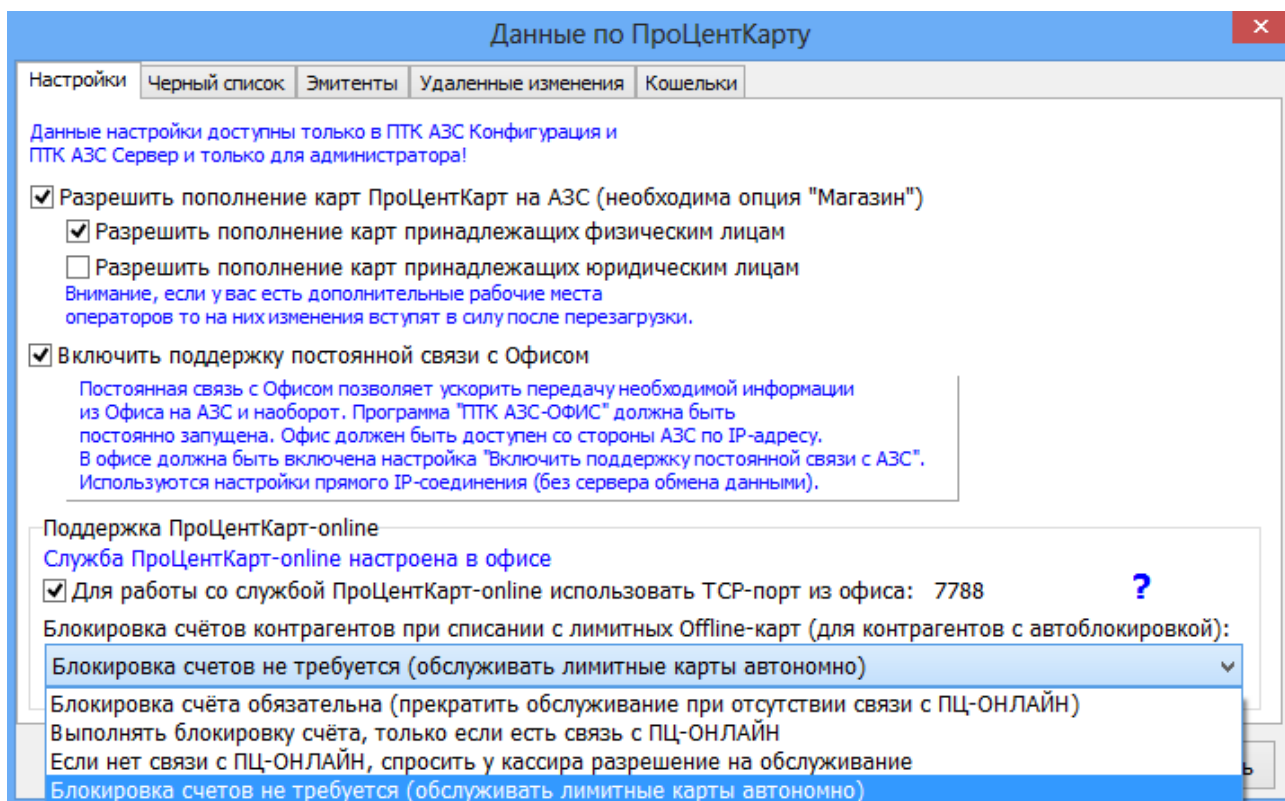 Данные по ПроЦентКарту
Настройки
Черный список
Эмитенты
Удаленные изменения
Кошельки
Данные настройки доступны только в ПТК АЗС Конфигурация и
ПТК АЗС Сервер и только для администратора!
Разрешить пополнение карт ПроЦентКарт на АЗС (необходима опция "Магазин")
Разрешить пополнение карт принадлежащих физическим лицам
Разрешить пополнение карт принадлежащих юридическим лицам
Внимание, если у вас есть дополнительные рабочие места
операторов то на них изменения вступят в силу после перезагрузки.
Включить поддержку постоянной связи с Офисом
Постоянная связь с Офисом позволяет ускорить передачу необходимой информации
из Офиса на АЗС и наоборот. Программа "ПТК АЗС-ОФИС" должна быть
постоянно запущена. Офис должен быть доступен со стороны АЗС по IP-адресу.
В офисе должна быть включена настройка "Включить поддержку постоянной связи с АЗС".
Используются настройки прямого IP-соединения (без сервера обмена данными).
Поддержка ПроЦентКарт-online
Служба ПроЦентКарт-online настроена в офисе
Для работы со службой ПроЦентКарт-online использовать TCP-порт из офиса: 7788 ?
Блокировка счётов контрагентов при списании с лимитных Offline-карт (для контрагентов с автоблокировкой):
Блокировка счетов не требуется (обслуживать лимитные карты автономно)
Блокировка счёта обязательна (прекратить обслуживание при отсутствии связи с ПЦ-ОНЛАЙН)
Выполнять блокировку счёта, только если есть связь с ПЦ-ОНЛАЙН
Если нет связи с ПЦ-ОНЛАЙН, спросить у кассира разрешение на обслуживание
Блокировка счетов не требуется (обслуживать лимитные карты автономно)